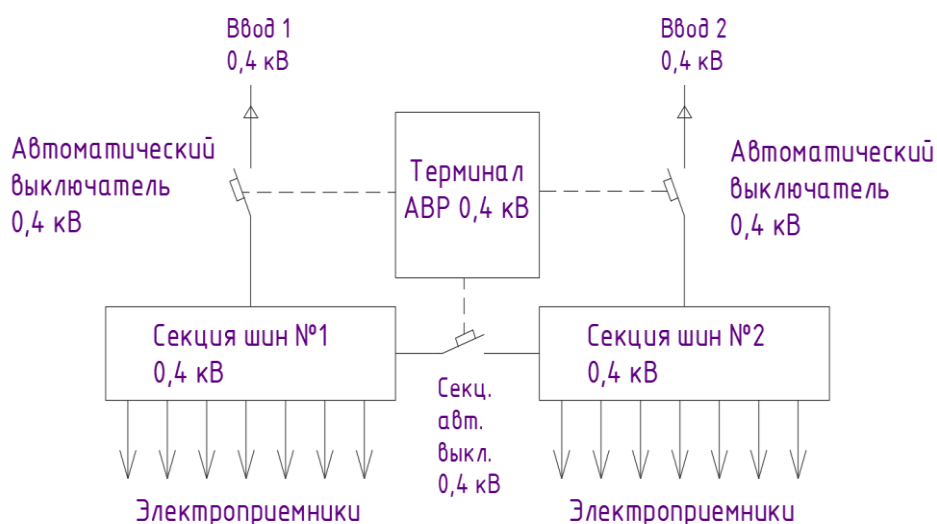 Ввод 1
0,4 кВ
Ввод 2
0,4 кВ
Автоматический
выключатель
0,4 кВ
Терминал
АВР 0,4 кВ
Автоматический
выключатель
0,4 кВ
Секция шин №1
0,4 кВ
Секция шин №2
0,4 кВ
Секц.
авт.
выкл.
0,4 кВ
Электроприемники
Электроприемники